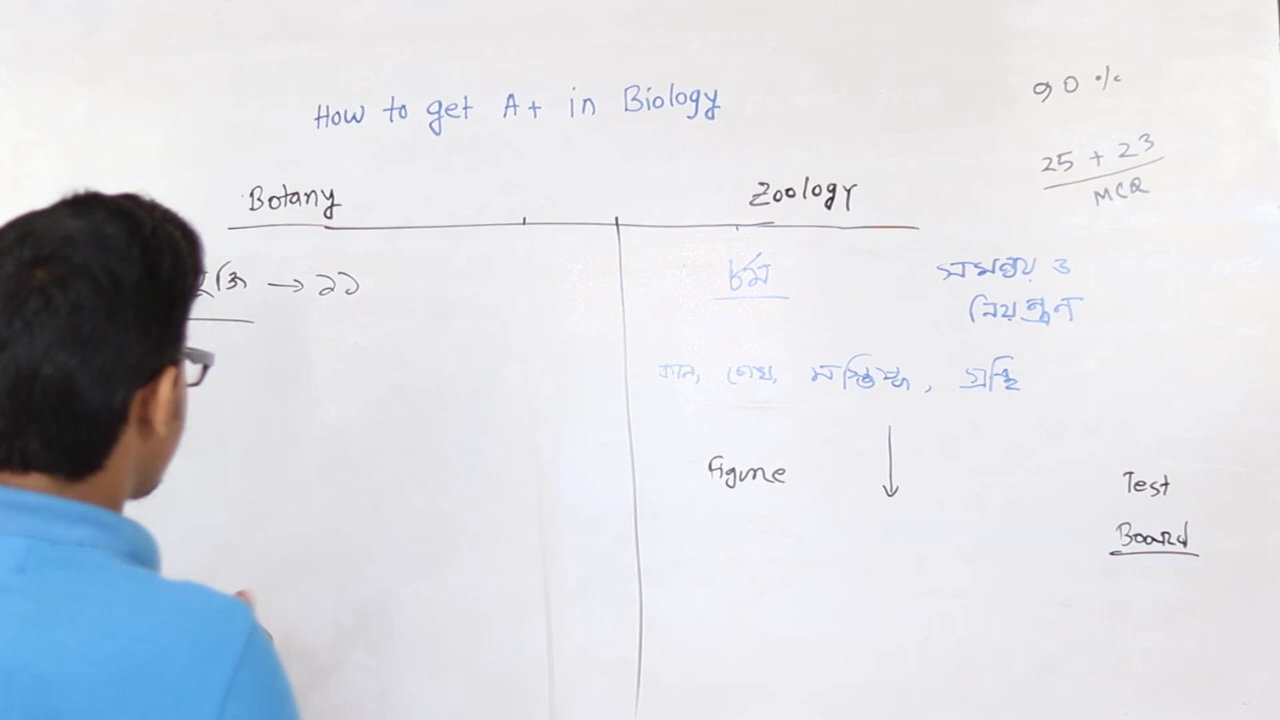 How to get A+ in Biology
90 %
25 + 23
MCQ
Botany
Zoology
→ ১১
৮ম
সমন্বয় ও
নিয়ন্ত্রণ
কান, চোখ, মস্তিষ্ক, গ্রন্থি
Figure
Test
Board